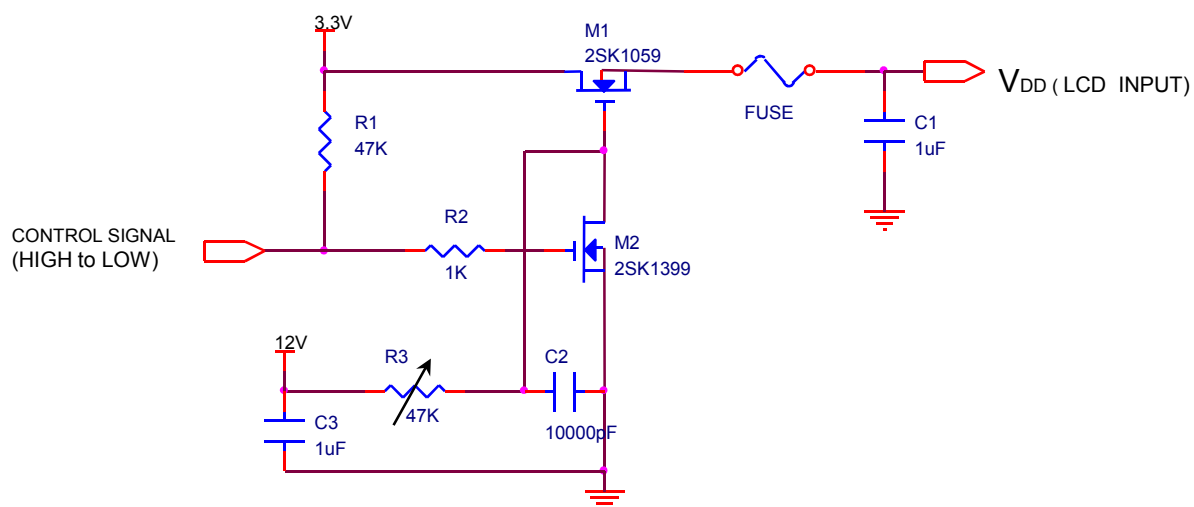 3.3V
M1
2SK1059
FUSE
VDD ( LCD INPUT)
R1
47K
C1
1uF
CONTROL SIGNAL
(HIGH to LOW)
R2
1K
M2
2SK1399
12V
R3
47K
C2
10000pF
C3
1uF